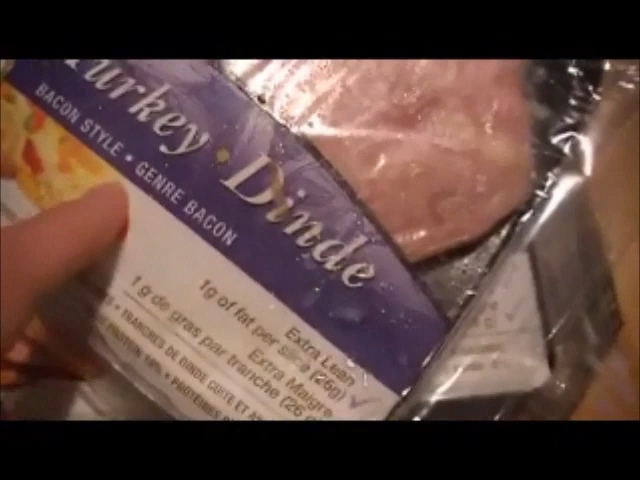 Turkey • Dinde
BACON STYLE • GENRE BACON
Extra Lean
1g of fat per slice (26g)
Extra Maigre
1 g de gras par tranche (26 g
• TRANCHES DE DINDE CUITE ET
PROTEIN 18% • PROTÉINES